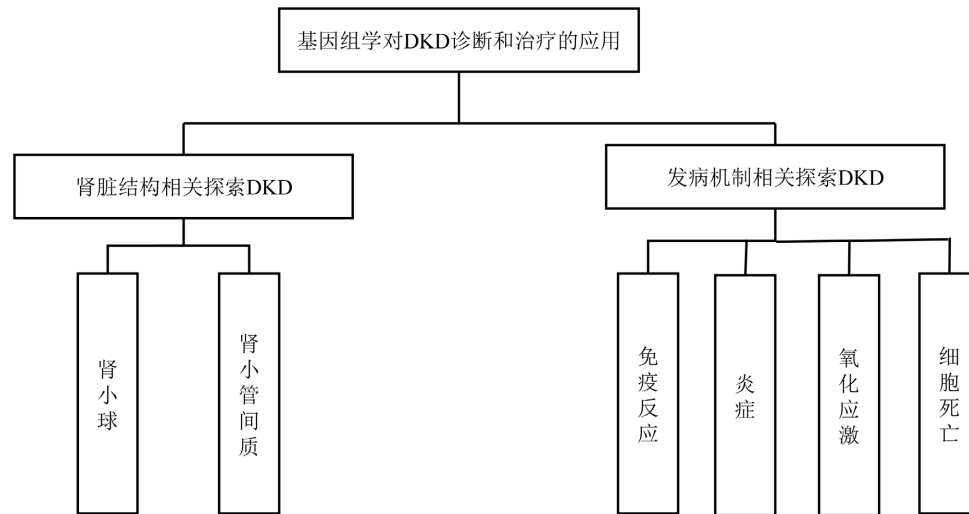 基因组学对DKD诊断和治疗的应用
肾脏结构相关探索DKD
发病机制相关探索DKD
肾小球
肾小管间质
免疫反应
炎症
氧化应激
细胞死亡